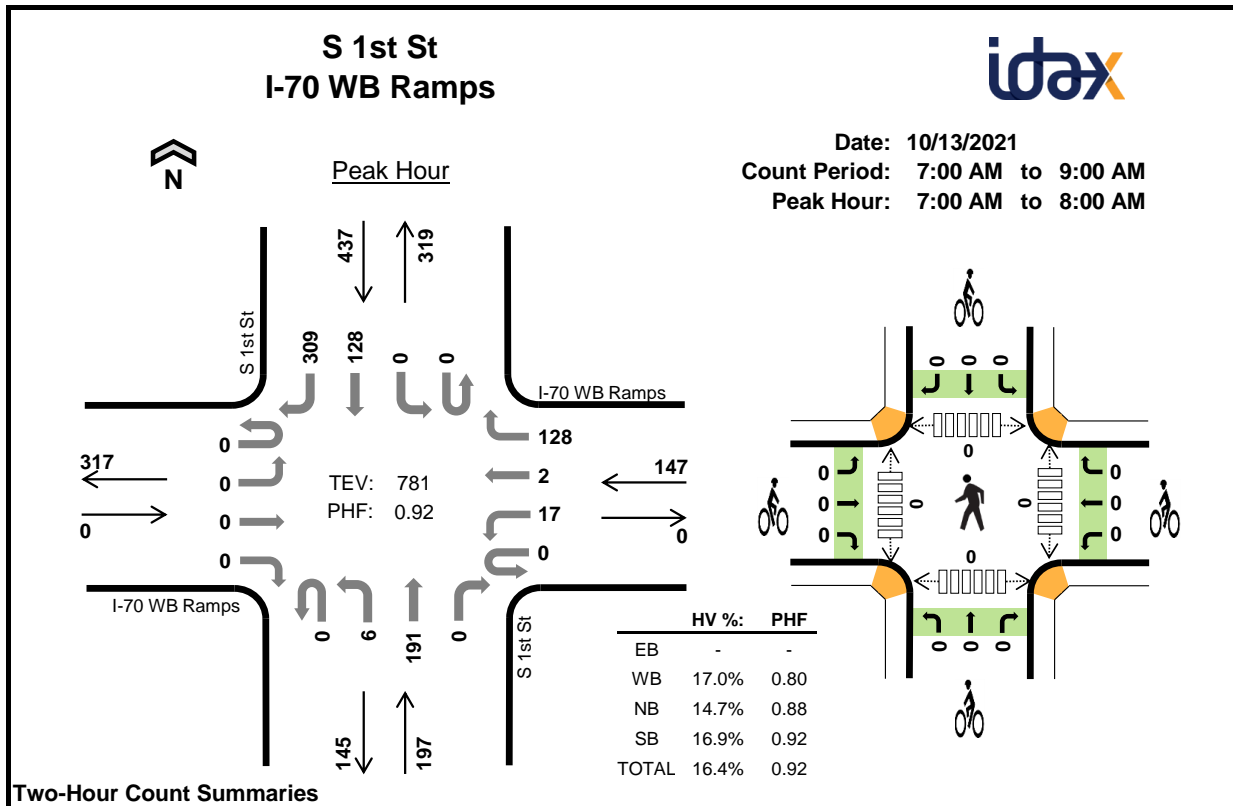 S 1st St
I-70 WB Ramps
idax
Date: 10/13/2021
Count Period: 7:00 AM to 9:00 AM
Peak Hour: 7:00 AM to 8:00 AM
N
Peak Hour
437
319
S 1st St
309
128
0
0
I-70 WB Ramps
0
0
0
0
317
0
TEV: 781
PHF: 0.92
128
2
17
0
147
0
I-70 WB Ramps
0
6
191
0
S 1st St
145
197
HV %: PHF
EB - -
WB 17.0% 0.80
NB 14.7% 0.88
SB 16.9% 0.92
TOTAL 16.4% 0.92
0 0 0
0
0
0
0
0
0
0
0
0
0
0
0 0 0
Two-Hour Count Summaries